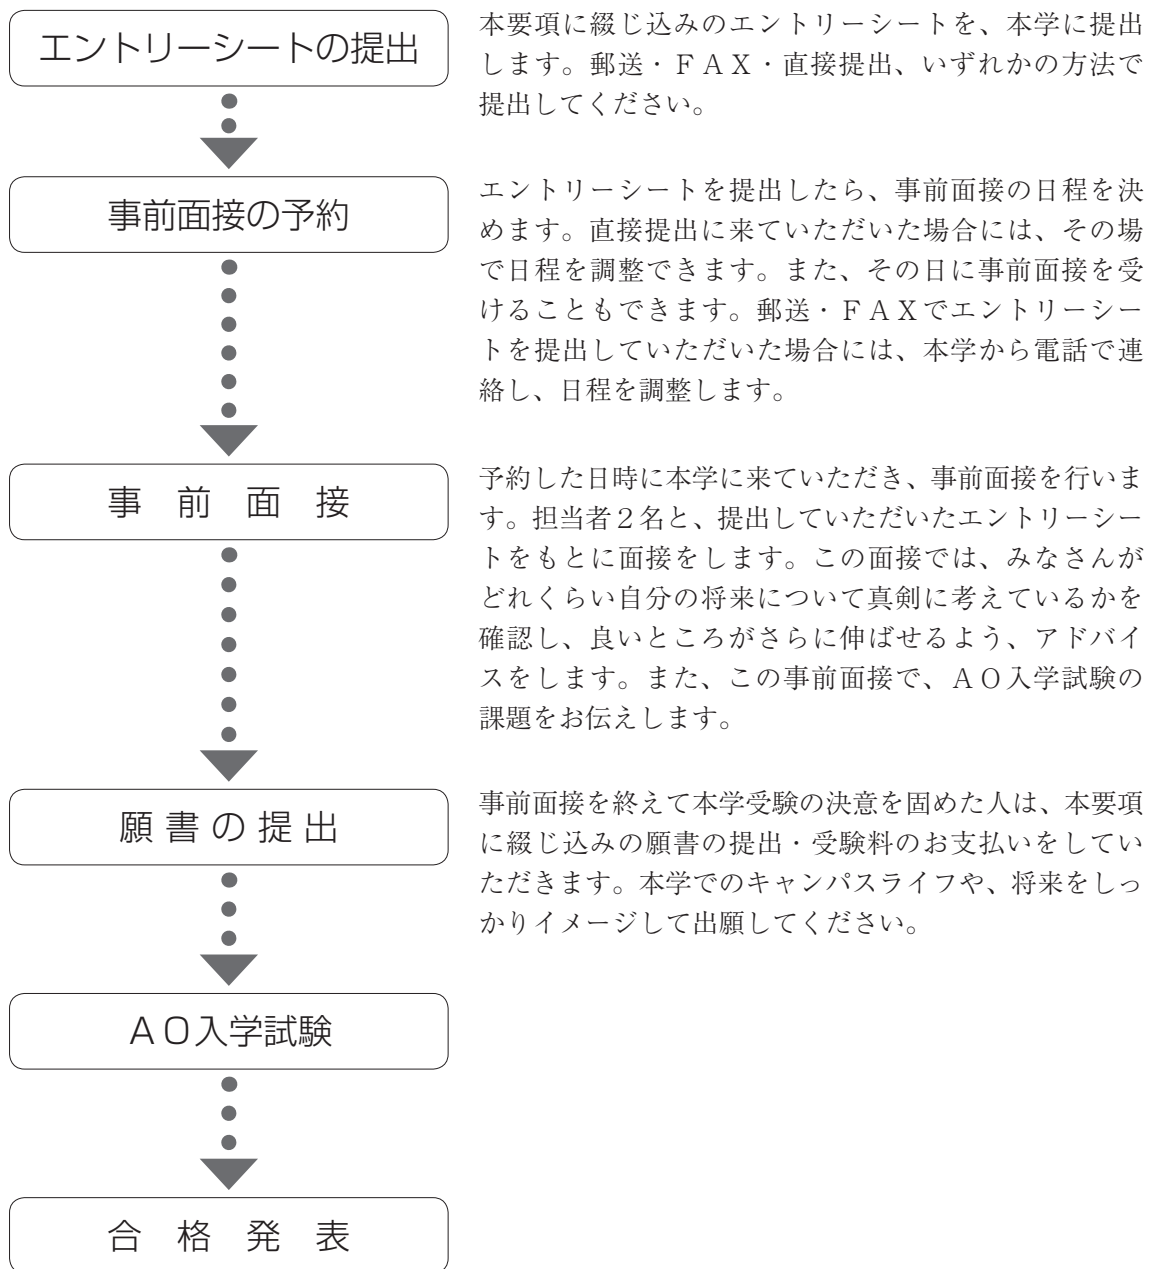 エントリーシートの提出
本要項に綴じ込みのエントリーシートを、本学に提出
します。郵送・ＦＡＸ・直接提出、いずれかの方法で
提出してください。
事前面接の予約
エントリーシートを提出したら、事前面接の日程を決
めます。直接提出に来ていただいた場合には、その場
で日程を調整できます。また、その日に事前面接を受
けることもできます。郵送・ＦＡＸでエントリーシー
トを提出していただいた場合には、本学から電話で連
絡し、日程を調整します。
事　前　面　接
予約した日時に本学に来ていただき、事前面接を行いま
す。担当者２名と、提出していただいたエントリーシー
トをもとに面接をします。この面接では、みなさんが
どれくらい自分の将来について真剣に考えているかを
確認し、良いところがさらに伸ばせるよう、アドバイ
スをします。また、この事前面接で、ＡＯ入学試験の
課題をお伝えします。
願 書 の 提 出
事前面接を終えて本学受験の決意を固めた人は、本要項
に綴じ込みの願書の提出・受験料のお支払いをしてい
ただきます。本学でのキャンパスライフや、将来をしっ
かりイメージして出願してください。
ＡＯ入学試験
合　格　発　表